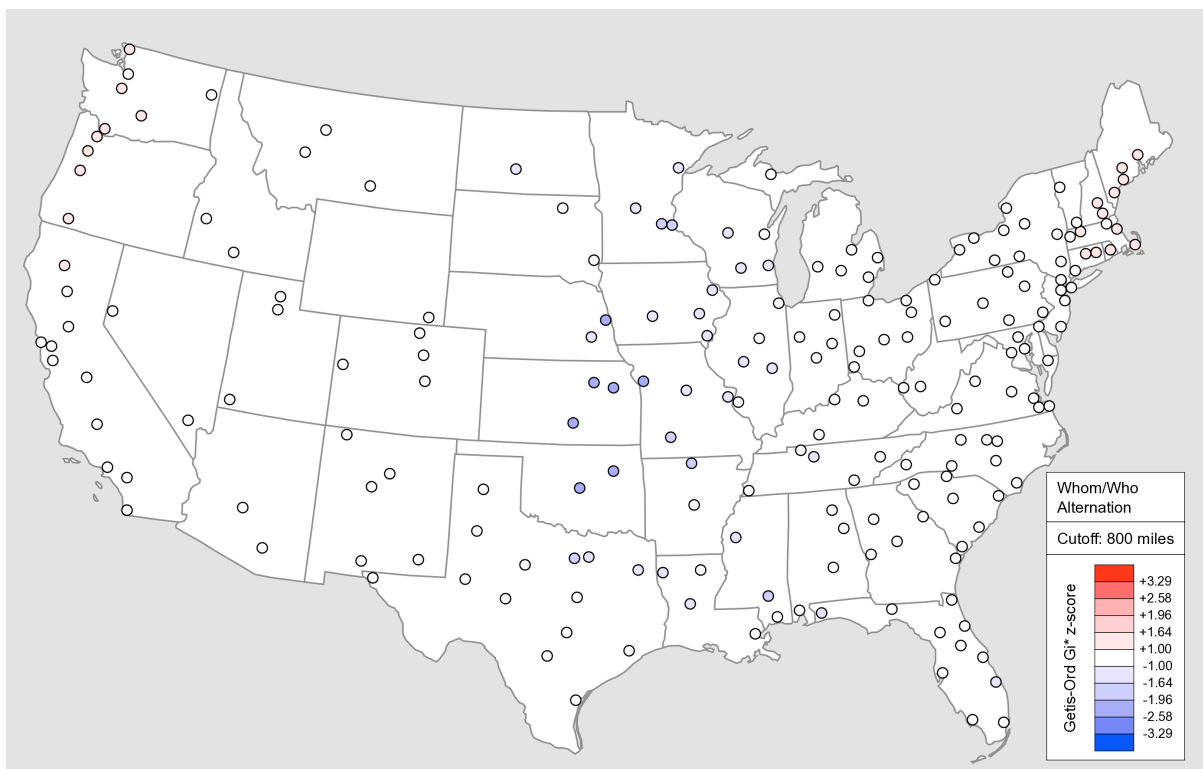 Whom/Who
Alternation
Cutoff: 800 miles
Getis-Ord Gi* z-score
+3.29
+2.58
+1.96
+1.64
+1.00
-1.00
-1.64
-1.96
-2.58
-3.29